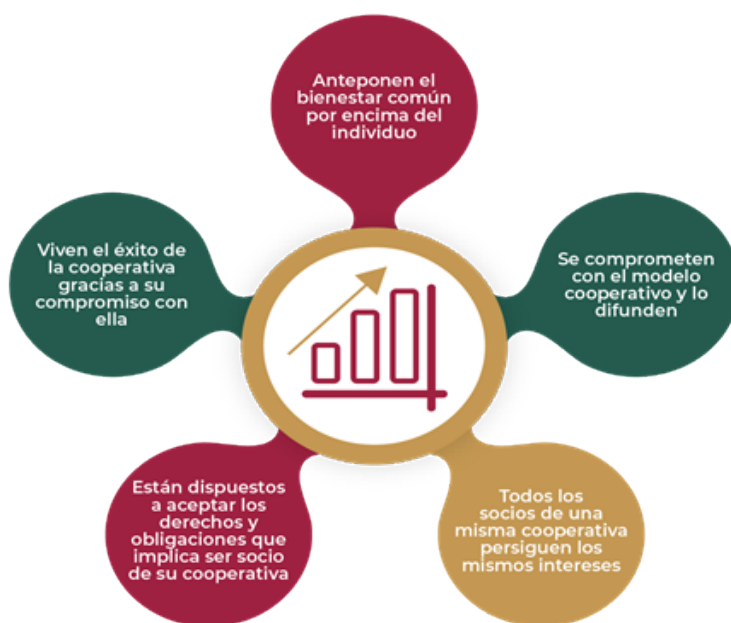 Anteponen el
bienestar común
por encima del
individuo
Viven el éxito de
la cooperativa
gracias a su
compromiso con
ella
Se comprometen
con el modelo
cooperativo y lo
difunden
Están dispuestos
a aceptar los
derechos y
obligaciones que
implica ser socio
de su cooperativa
Todos los
socios de una
misma cooperativa
persiguen los
mismos intereses